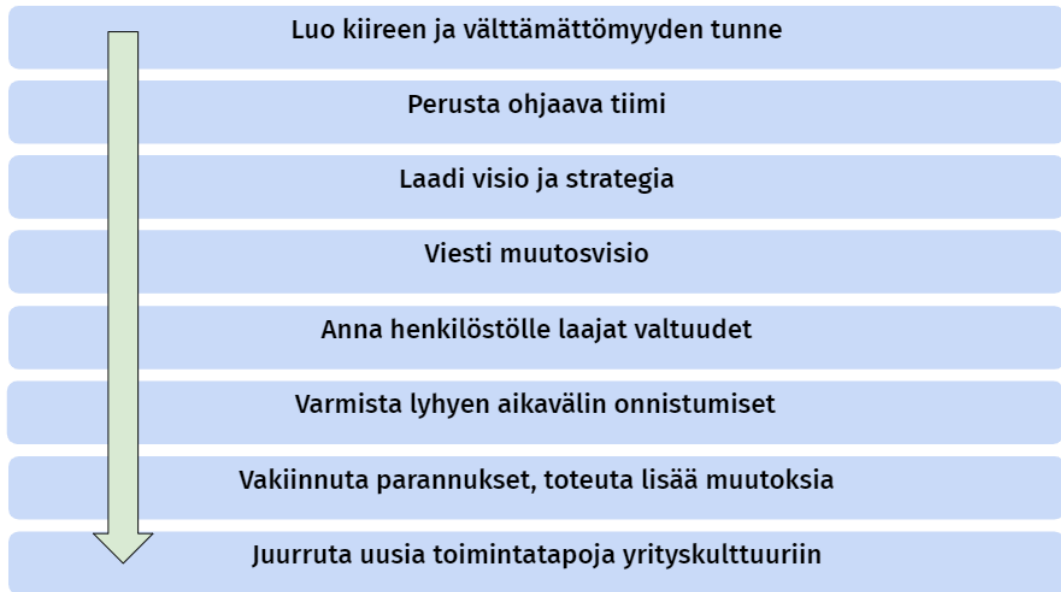 Luo kiireen ja välttämättömyyden tunne
Perusta ohjaava tiimi
Laadi visio ja strategia
Viesti muutosvisio
Anna henkilöstölle laajat valtuudet
Varmista lyhyen aikavälin onnistumiset
Vakiinnuta parannukset, toteuta lisää muutoksia
Juurruta uusia toimintatapoja yrityskulttuuriin